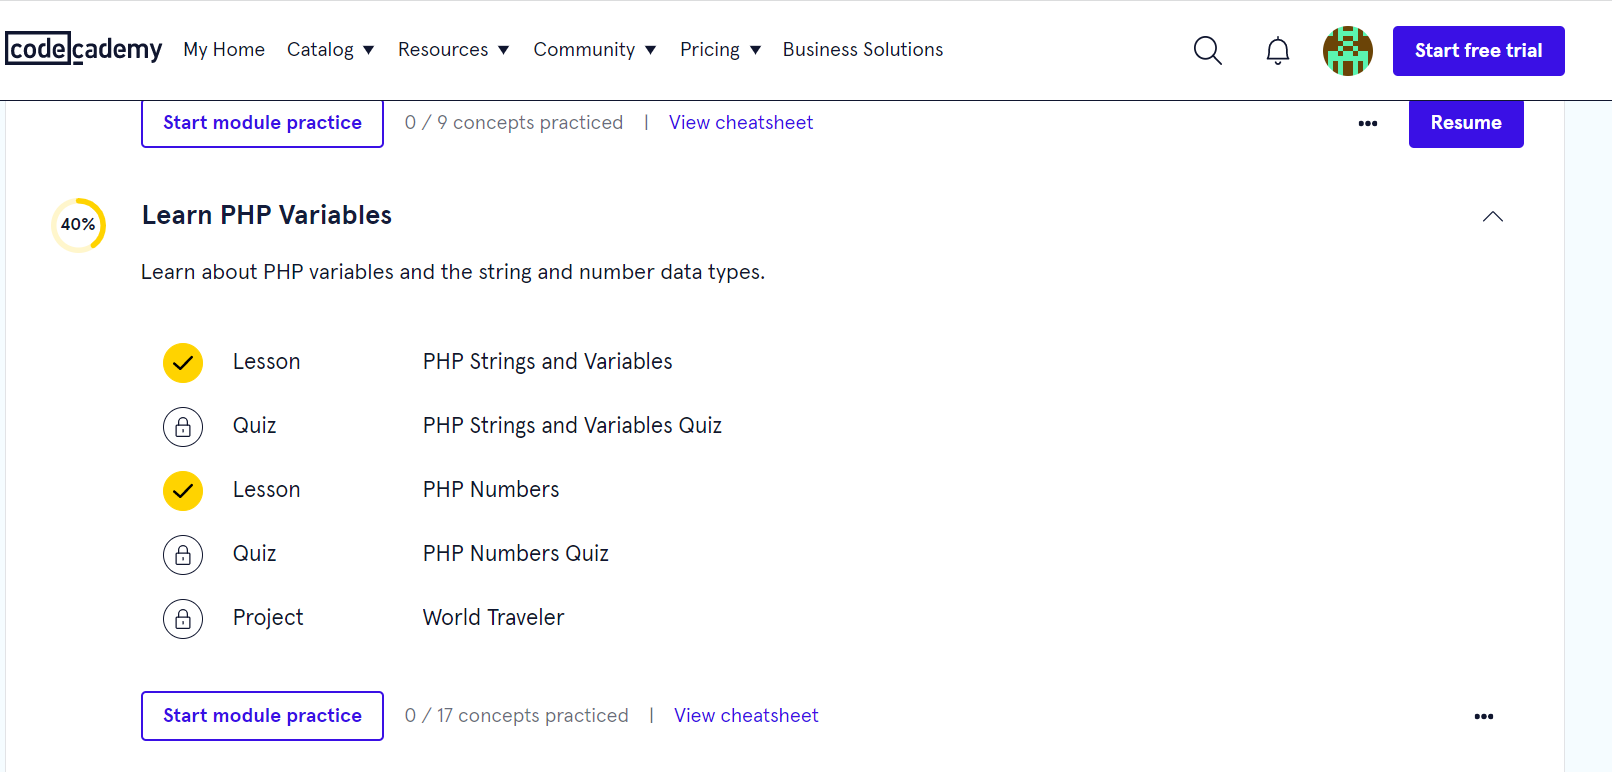 codecademy My Home Catalog ▼ Resources ▼ Community ▼ Pricing ▼ Business Solutions Start free trial
Start module practice 0 / 9 concepts practiced | View cheatsheet ••• Resume
40% Learn PHP Variables
Learn about PHP variables and the string and number data types.
Lesson PHP Strings and Variables
Quiz PHP Strings and Variables Quiz
Lesson PHP Numbers
Quiz PHP Numbers Quiz
Project World Traveler
Start module practice 0 / 17 concepts practiced | View cheatsheet •••